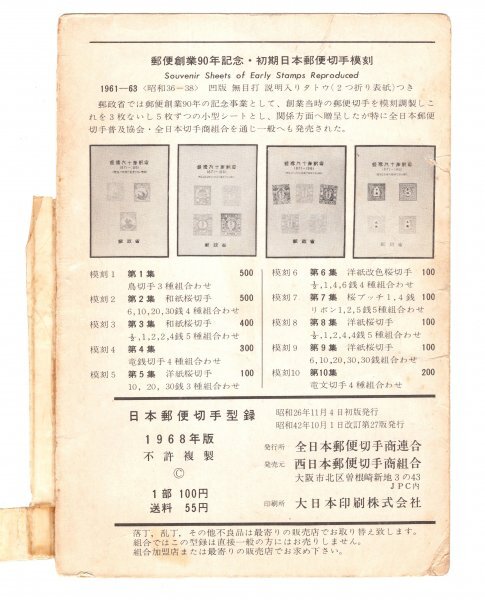 郵便創業90年記念・初期日本郵便切手模刻
Souvenir Sheets of Early Stamps Reproduced
1961—63〈昭和36—38〉 凹版 無目打 説明入りタトウ(2つ折り表紙)つき
郵政省では郵便創業90年の記念事業として、創業当時の郵便切手を模刻調製しこ
れを3枚ないし5枚ずつの小型シートとし、関係方面へ贈呈したが特に全日本郵便
切手普及協会・全日本切手商組合を通じ一般へも発売された。
郵政省
郵政省
郵政省
郵政省
模刻1 第1集 500
鳥切手3種組合わせ
模刻2 第2集 和紙桜切手 500
6,10,20,30銭4種組合わせ
模刻3 第3集 和紙桜切手 400
½,1,2,2,4銭5種組合わせ
模刻4 第4集 300
竜銭切手4種組合わせ
模刻5 第5集 洋紙桜切手 100
10, 20, 30銭3種組合わせ
模刻6 第6集 洋紙改色桜切手 100
½,1,4,6銭4種組合わせ
模刻7 第7集 桜ブッチ1,4銭 100
リボン1,2,5銭5種組合わせ
模刻8 第8集 洋紙桜切手 100
½,1,2,4,4銭5種組合わせ
模刻9 第9集 洋紙桜切手 100
6,10,20,30,30銭組合わせ
模刻10 第10集 200
竜文切手4種組合わせ
日本郵便切手型録
1968年版
不許複製
©
1部 100円
送料 55円
昭和26年11月4日初版発行
昭和42年10月1日改訂第27版発行
発行所 全日本郵便切手商連合
発売元 西日本郵便切手商組合
大阪市北区曽根崎新地3の43
JPC内
印刷所 大日本印刷株式会社
落丁,乱丁,その他不良品は最寄りの販売店でお取り替え致します。
組合ではこの型録は直接一般の方にはお売りしません。
組合加盟店または最寄りの販売店でお求め下さい。